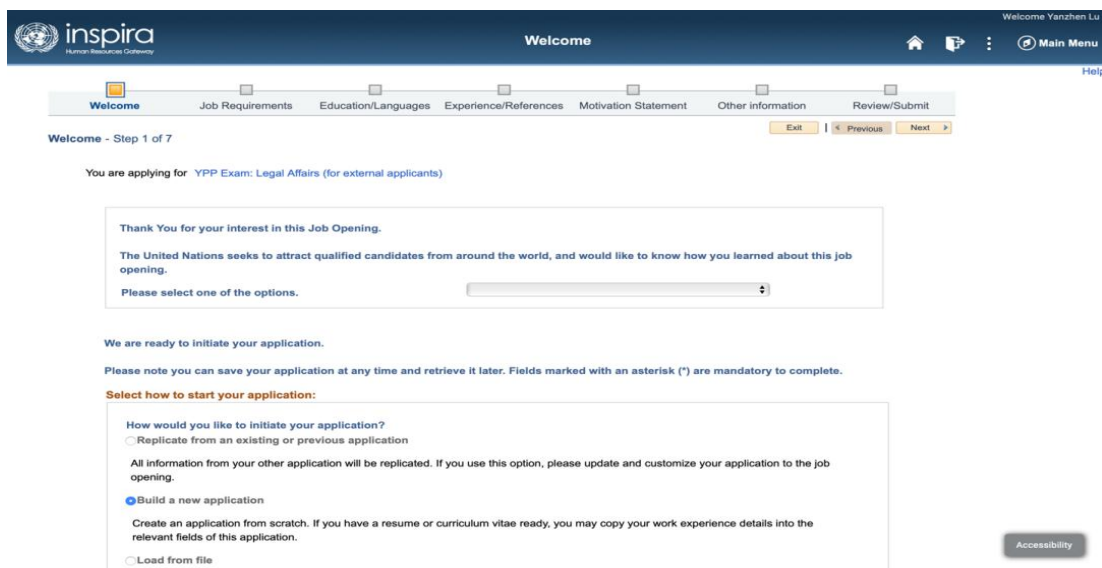 Welcome Yanzhen Lu
inspira
Human Resources Gateway
Welcome
Main Menu
Help
Welcome Job Requirements Education/Languages Experience/References Motivation Statement Other information Review/Submit
Exit | Previous Next
Welcome - Step 1 of 7
You are applying for YPP Exam: Legal Affairs (for external applicants)
Thank You for your interest in this Job Opening.
The United Nations seeks to attract qualified candidates from around the world, and would like to know how you learned about this job
opening.
Please select one of the options.
We are ready to initiate your application.
Please note you can save your application at any time and retrieve it later. Fields marked with an asterisk (*) are mandatory to complete.
Select how to start your application:
How would you like to initiate your application?
Replicate from an existing or previous application
All information from your other application will be replicated. If you use this option, please update and customize your application to the job
opening.
Build a new application
Create an application from scratch. If you have a resume or curriculum vitae ready, you may copy your work experience details into the
relevant fields of this application.
Accessibility
Load from file